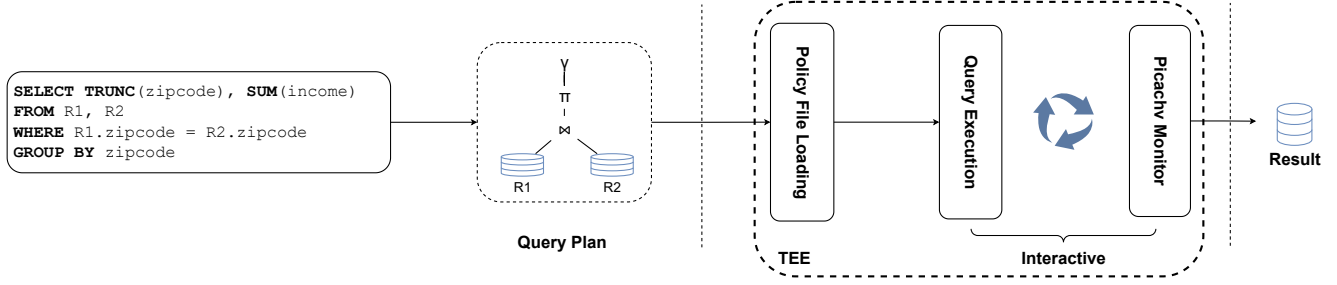 SELECT TRUNC(zipcode), SUM(income)
FROM R1, R2
WHERE R1.zipcode = R2.zipcode
GROUP BY zipcode
γ
π
⋈
R1 R2
Query Plan
Policy File Loading
Query Execution
Picachv Monitor
TEE
Interactive
Result